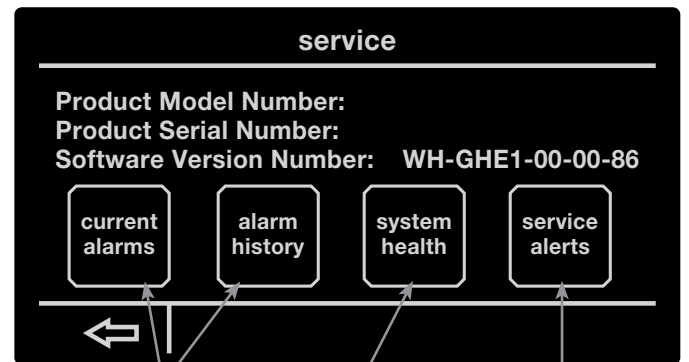 service
Product Model Number:
Product Serial Number:
Software Version Number: WH-GHE1-00-00-86
current
alarms
alarm
history
system
health
service
alerts